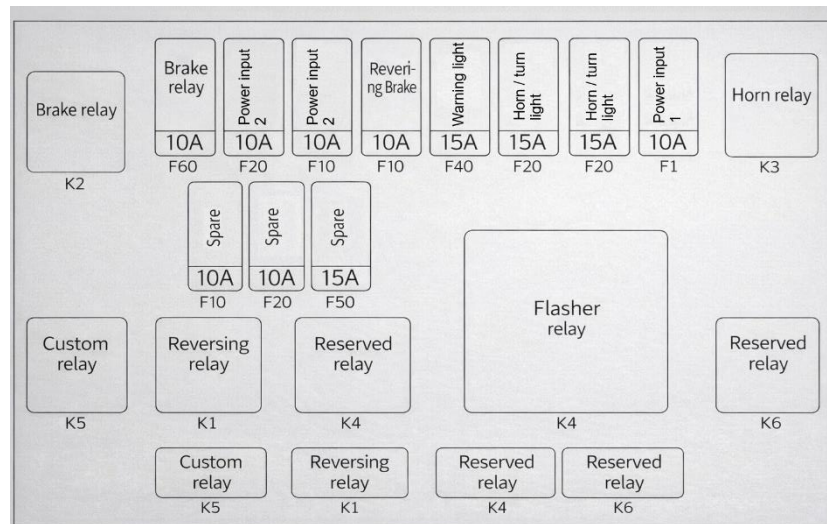 Brake relay
K2
Brake
relay
10A
F60
Power input
2
10A
F20
Power input
2
10A
F10
Reveri-
ng Brake
10A
F10
Warning light
15A
F40
Horn / turn
light
15A
F20
Horn / turn
light
15A
F20
Power input
1
10A
F1
Horn relay
K3
Spare
10A
F10
Spare
10A
F20
Spare
15A
F50
Flasher
relay
K4
Custom
relay
K5
Reversing
relay
K1
Reserved
relay
K4
Reserved
relay
K6
Custom
relay
K5
Reversing
relay
K1
Reserved
relay
K4
Reserved
relay
K6